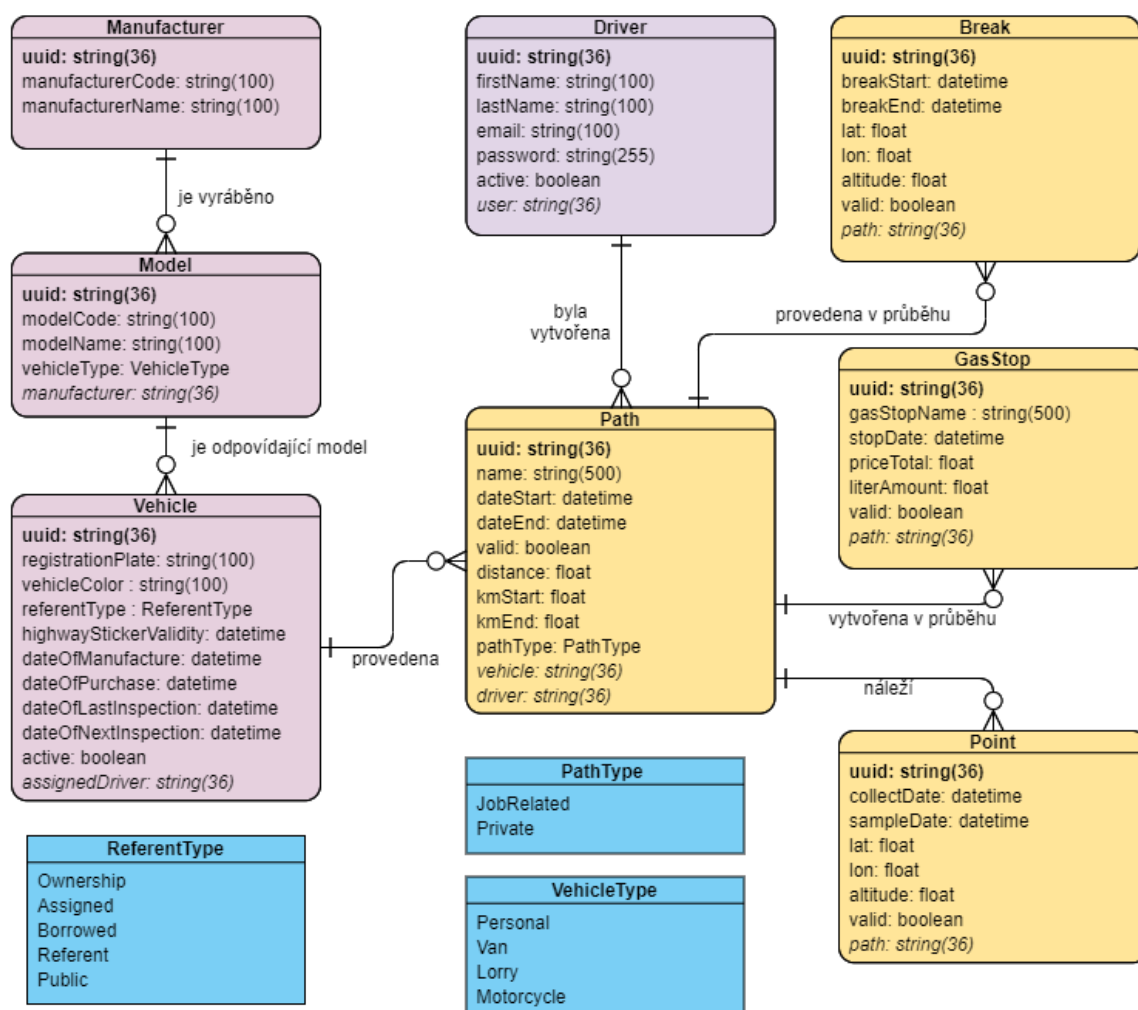 Manufacturer
uuid: string(36)
manufacturerCode: string(100)
manufacturerName: string(100)
je vyráběno
Model
uuid: string(36)
modelCode: string(100)
modelName: string(100)
vehicleType: VehicleType
manufacturer: string(36)
je odpovídající model
Vehicle
uuid: string(36)
registrationPlate: string(100)
vehicleColor : string(100)
referentType : ReferentType
highwayStickerValidity: datetime
dateOfManufacture: datetime
dateOfPurchase: datetime
dateOfLastInspection: datetime
dateOfNextInspection: datetime
active: boolean
assignedDriver: string(36)
provedena
ReferentType
Ownership
Assigned
Borrowed
Referent
Public
Driver
uuid: string(36)
firstName: string(100)
lastName: string(100)
email: string(100)
password: string(255)
active: boolean
user: string(36)
byla
vytvořena
Path
uuid: string(36)
name: string(500)
dateStart: datetime
dateEnd: datetime
valid: boolean
distance: float
kmStart: float
kmEnd: float
pathType: PathType
vehicle: string(36)
driver: string(36)
PathType
JobRelated
Private
VehicleType
Personal
Van
Lorry
Motorcycle
Break
uuid: string(36)
breakStart: datetime
breakEnd: datetime
lat: float
lon: float
altitude: float
valid: boolean
path: string(36)
provedena v průběhu
GasStop
uuid: string(36)
gasStopName : string(500)
stopDate: datetime
priceTotal: float
literAmount: float
valid: boolean
path: string(36)
vytvořena v průběhu
náleží
Point
uuid: string(36)
collectDate: datetime
sampleDate: datetime
lat: float
lon: float
altitude: float
valid: boolean
path: string(36)